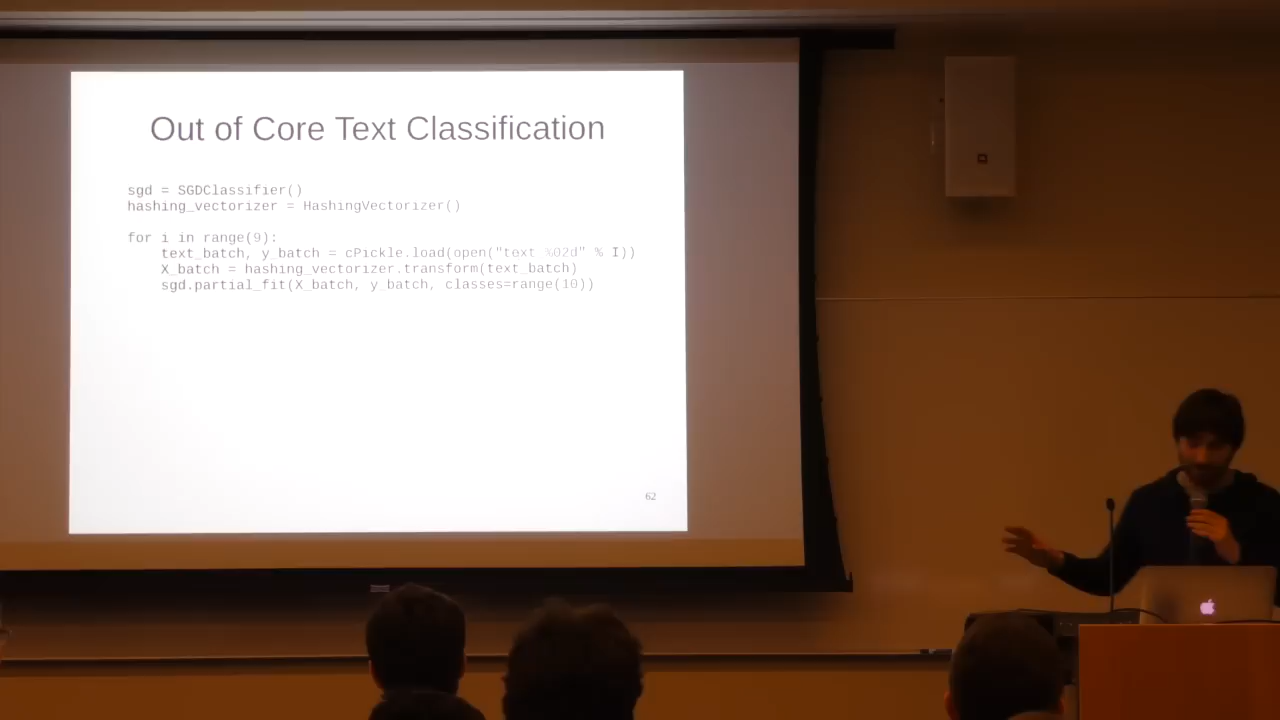 Out of Core Text Classification
sgd = SGDClassifier()
hashing_vectorizer = HashingVectorizer()
for i in range(9):
text_batch, y_batch = cPickle.load(open("text %02d" % I))
X_batch = hashing_vectorizer.transform(text_batch)
sgd.partial_fit(X_batch, y_batch, classes=range(10))
62